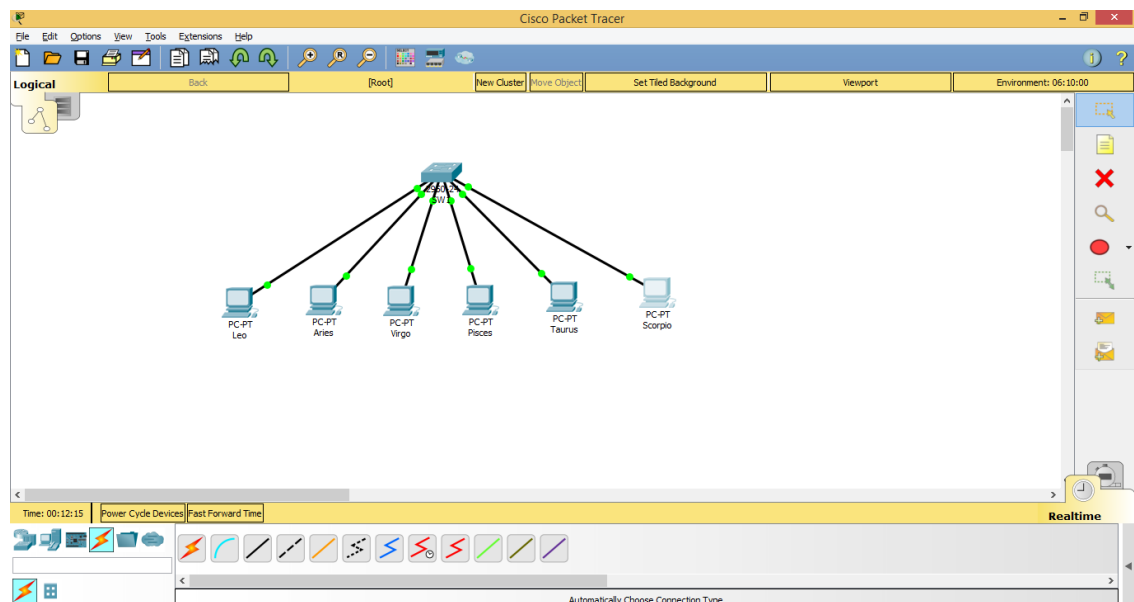 Cisco Packet Tracer
File Edit Options View Tools Extensions Help
Logical Back [Root] New Cluster Move Object Set Tiled Background Viewport Environment: 06:10:00
2950-24
SW1
PC-PT
Leo
PC-PT
Aries
PC-PT
Virgo
PC-PT
Pisces
PC-PT
Taurus
PC-PT
Scorpio
Time: 00:12:15 Power Cycle Devices Fast Forward Time Realtime
Automatically Choose Connection Type